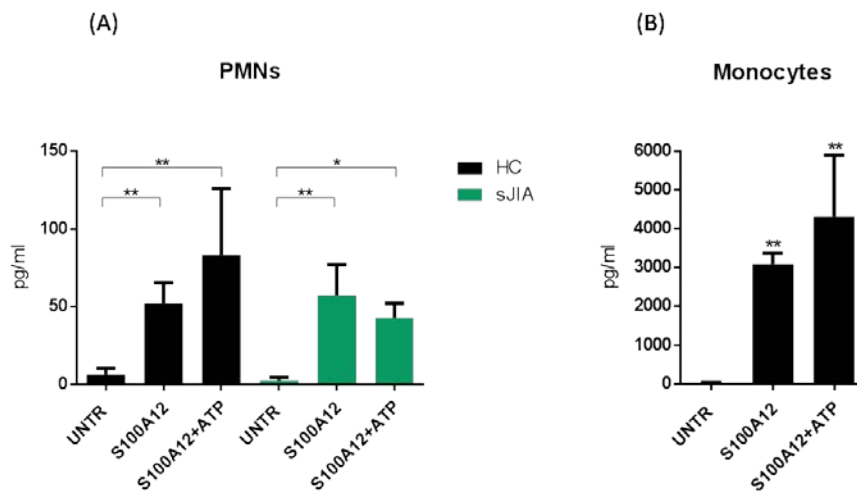 (A)
PMNs
pg/ml
150
100
50
0
**
**
*
**
UNTR
S100A12
S100A12+ATP
UNTR
S100A12
S100A12+ATP
HC
sJIA
(B)
Monocytes
pg/ml
6000
5000
4000
3000
2000
1000
0
**
**
UNTR
S100A12
S100A12+ATP